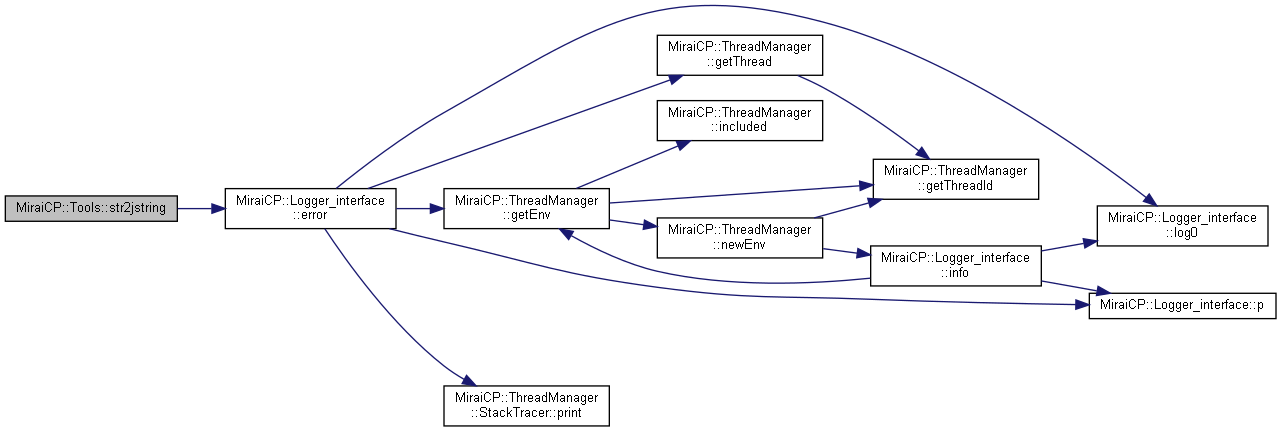 MiraiCP::Tools::str2jstring
MiraiCP::Logger_interface
::error
MiraiCP::ThreadManager
::getThread
MiraiCP::ThreadManager
::included
MiraiCP::ThreadManager
::getEnv
MiraiCP::ThreadManager
::newEnv
MiraiCP::ThreadManager
::getThreadId
MiraiCP::Logger_interface
::info
MiraiCP::Logger_interface
::log0
MiraiCP::Logger_interface::p
MiraiCP::ThreadManager
::StackTracer::print